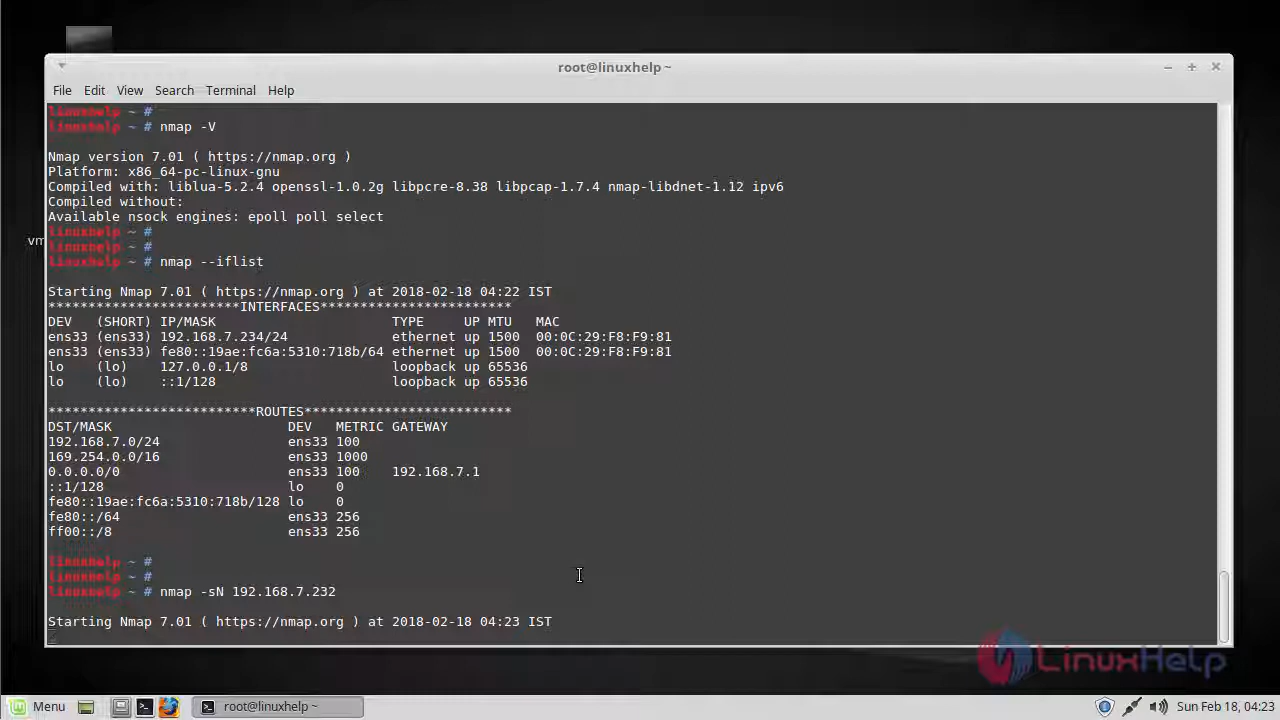 root@linuxhelp ~
File Edit View Search Terminal Help
linuxhelp ~ #
linuxhelp ~ # nmap -V
Nmap version 7.01 ( https://nmap.org )
Platform: x86_64-pc-linux-gnu
Compiled with: liblua-5.2.4 openssl-1.0.2g libpcre-8.38 libpcap-1.7.4 nmap-libdnet-1.12 ipv6
Compiled without:
Available nsock engines: epoll poll select
linuxhelp ~ #
linuxhelp ~ #
linuxhelp ~ # nmap --iflist
Starting Nmap 7.01 ( https://nmap.org ) at 2018-02-18 04:22 IST
************************INTERFACES************************
DEV (SHORT) IP/MASK TYPE UP MTU MAC
ens33 (ens33) 192.168.7.234/24 ethernet up 1500 00:0C:29:F8:F9:81
ens33 (ens33) fe80::19ae:fc6a:5310:718b/64 ethernet up 1500 00:0C:29:F8:F9:81
lo (lo) 127.0.0.1/8 loopback up 65536
lo (lo) ::1/128 loopback up 65536
**************************ROUTES**************************
DST/MASK DEV METRIC GATEWAY
192.168.7.0/24 ens33 100
169.254.0.0/16 ens33 1000
0.0.0.0/0 ens33 100 192.168.7.1
::1/128 lo 0
fe80::19ae:fc6a:5310:718b/128 lo 0
fe80::/64 ens33 256
ff00::/8 ens33 256
linuxhelp ~ #
linuxhelp ~ #
linuxhelp ~ # nmap -sN 192.168.7.232
Starting Nmap 7.01 ( https://nmap.org ) at 2018-02-18 04:23 IST
vm
LinuxHelp
Menu root@linuxhelp ~ Sun Feb 18, 04:23